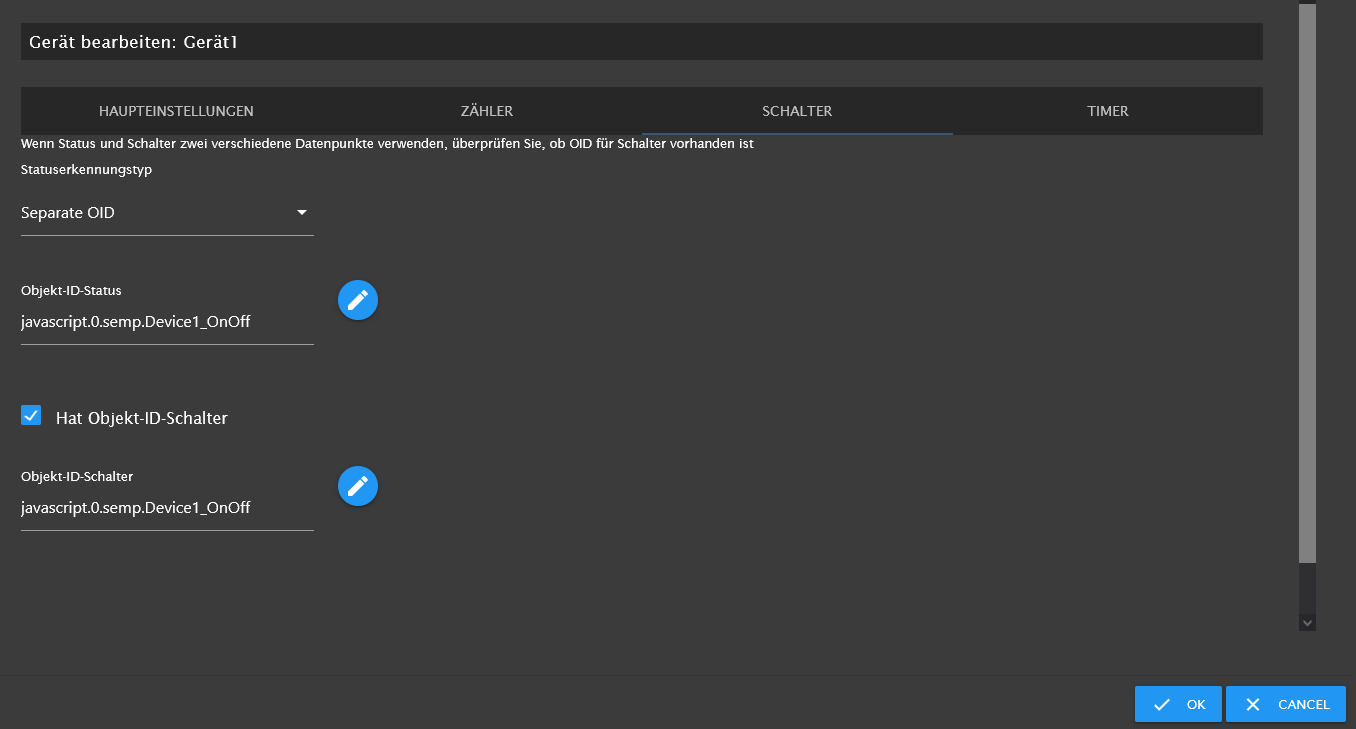 Gerät bearbeiten: Gerät1
HAUPTEINSTELLUNGEN ZÄHLER SCHALTER TIMER
Wenn Status und Schalter zwei verschiedene Datenpunkte verwenden, überprüfen Sie, ob OID für Schalter vorhanden ist
Statuserkennungstyp
Separate OID
Objekt-ID-Status
javascript.0.semp.Device1_OnOff
Hat Objekt-ID-Schalter
Objekt-ID-Schalter
javascript.0.semp.Device1_OnOff
OK CANCEL